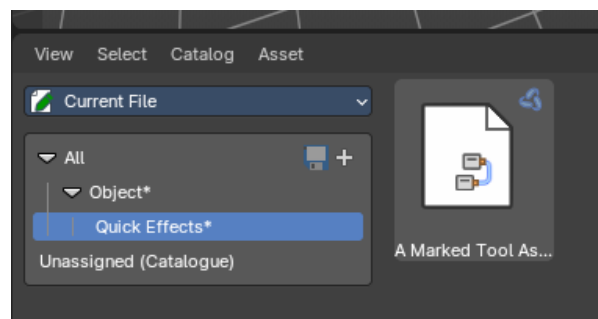 View Select Catalog Asset
Current File
All
Object*
Quick Effects*
Unassigned (Catalogue)
A Marked Tool As...